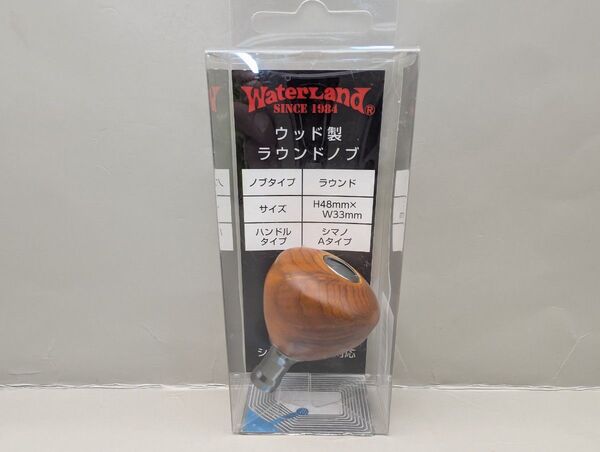 WATERLAND®
SINCE 1984
ウッド製
ラウンドノブ
ノブタイプ ラウンド
サイズ H48mm×
W33mm
ハンドル シマノ
タイプ Aタイプ